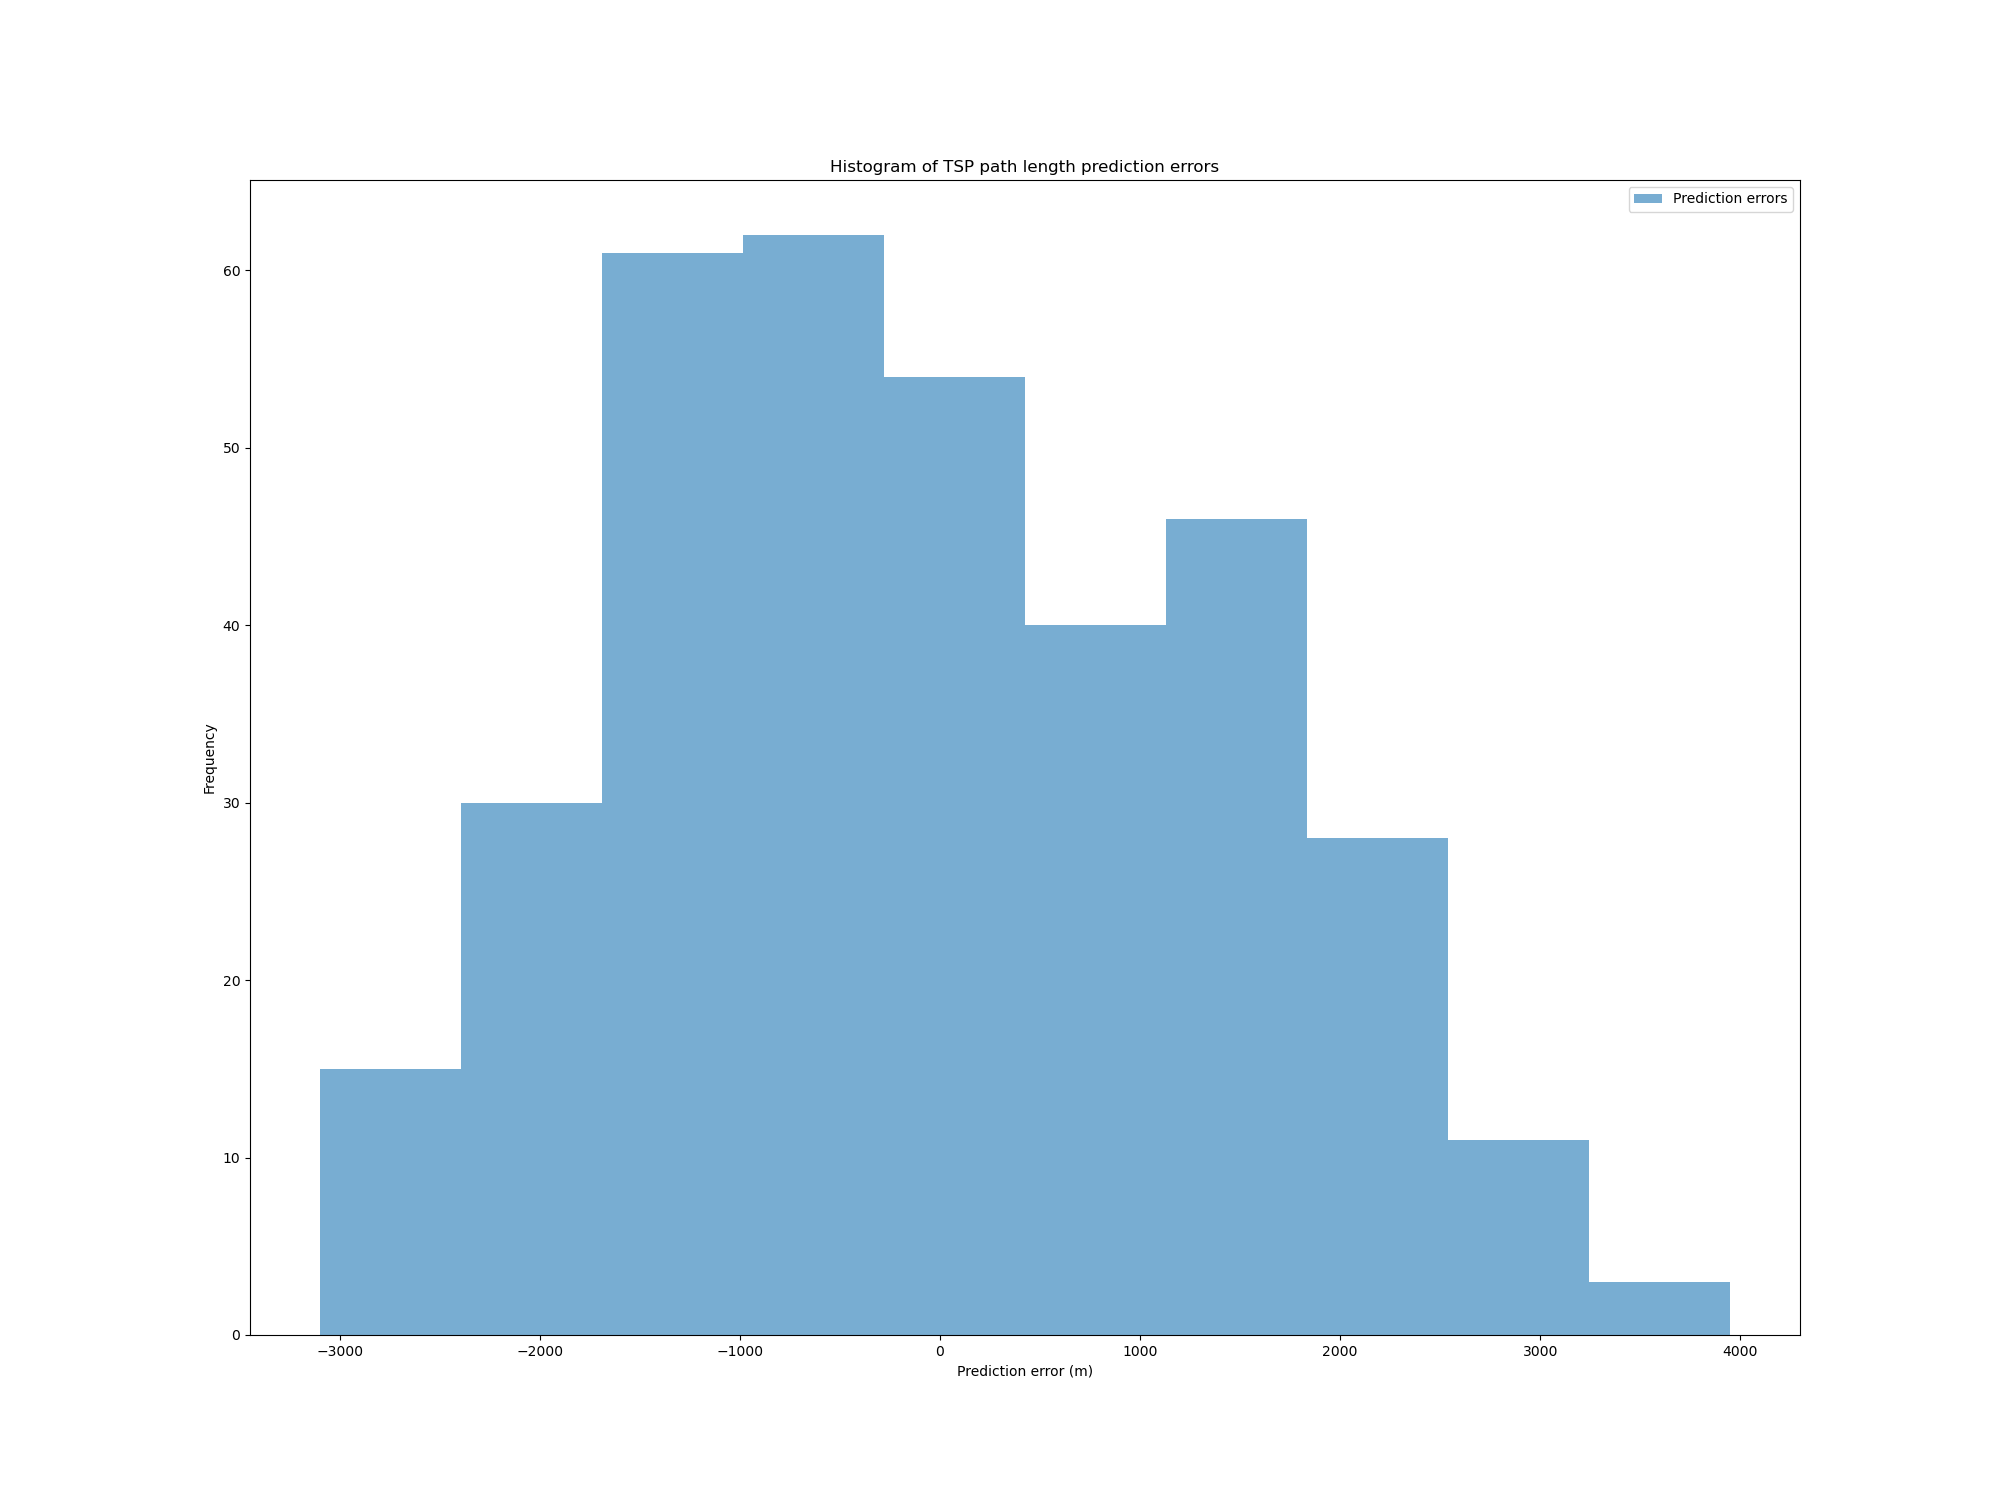 Histogram of TSP path length prediction errors
Prediction errors
60
50
40
30
20
10
0
Frequency
−3000 −2000 −1000 0 1000 2000 3000 4000
Prediction error (m)